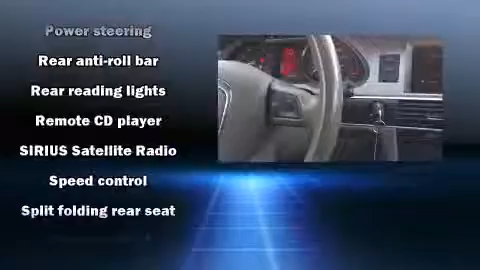 Power steering
Rear anti-roll bar
Rear reading lights
Remote CD player
SIRIUS Satellite Radio
Speed control
Split folding rear seat